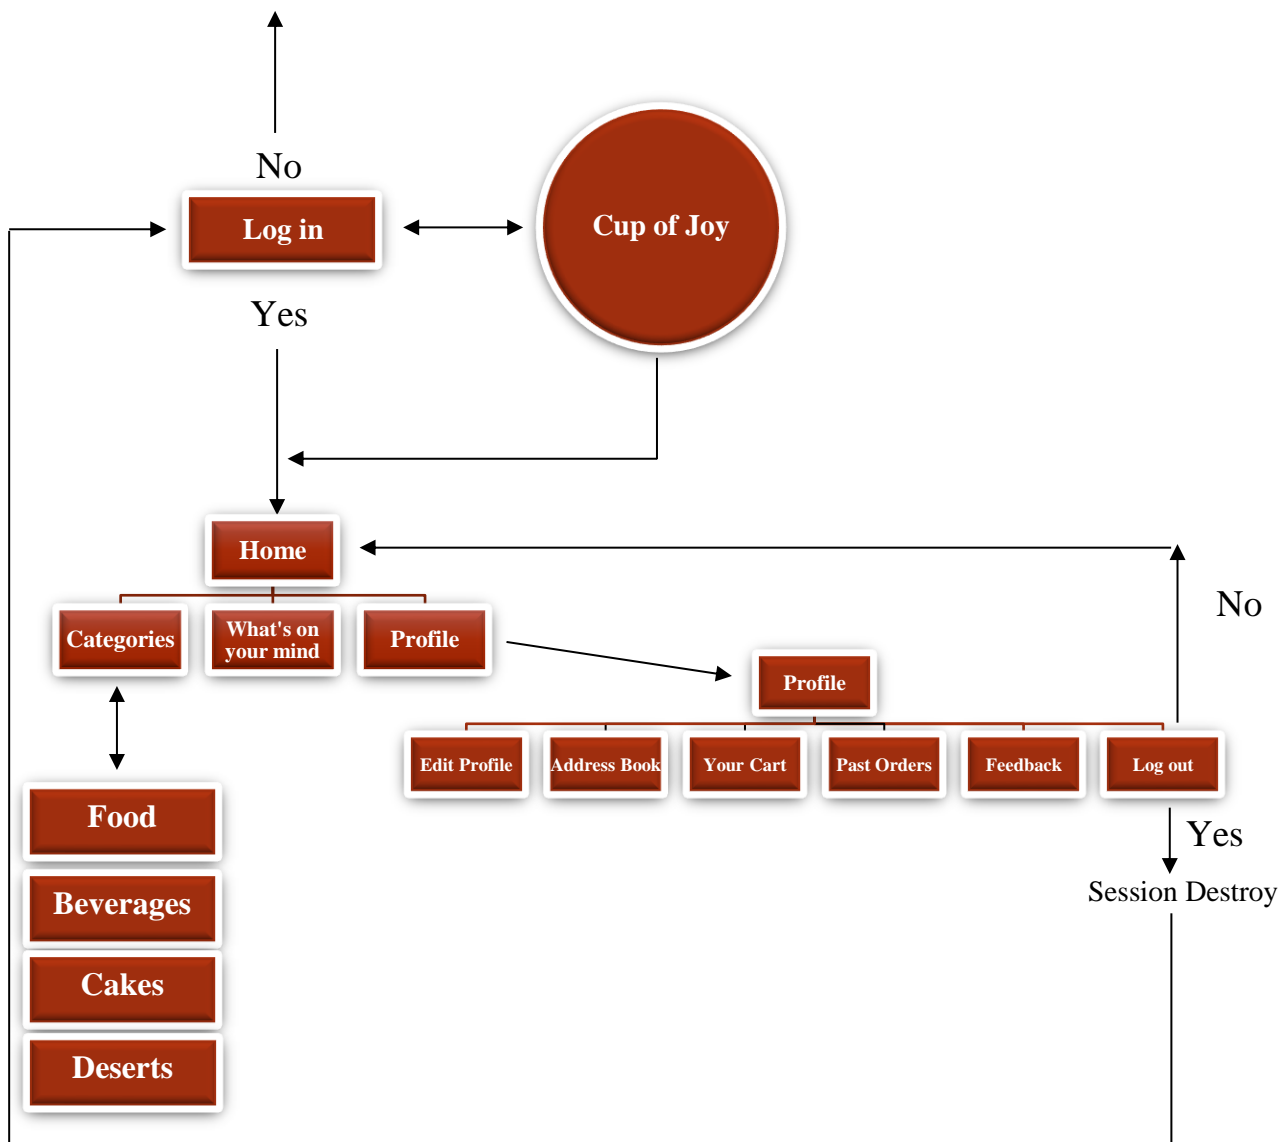 No
Log in
Cup of Joy
Yes
Home
No
Categories
What's on
your mind
Profile
Profile
Edit Profile
Address Book
Your Cart
Past Orders
Feedback
Log out
Yes
Session Destroy
Food
Beverages
Cakes
Deserts